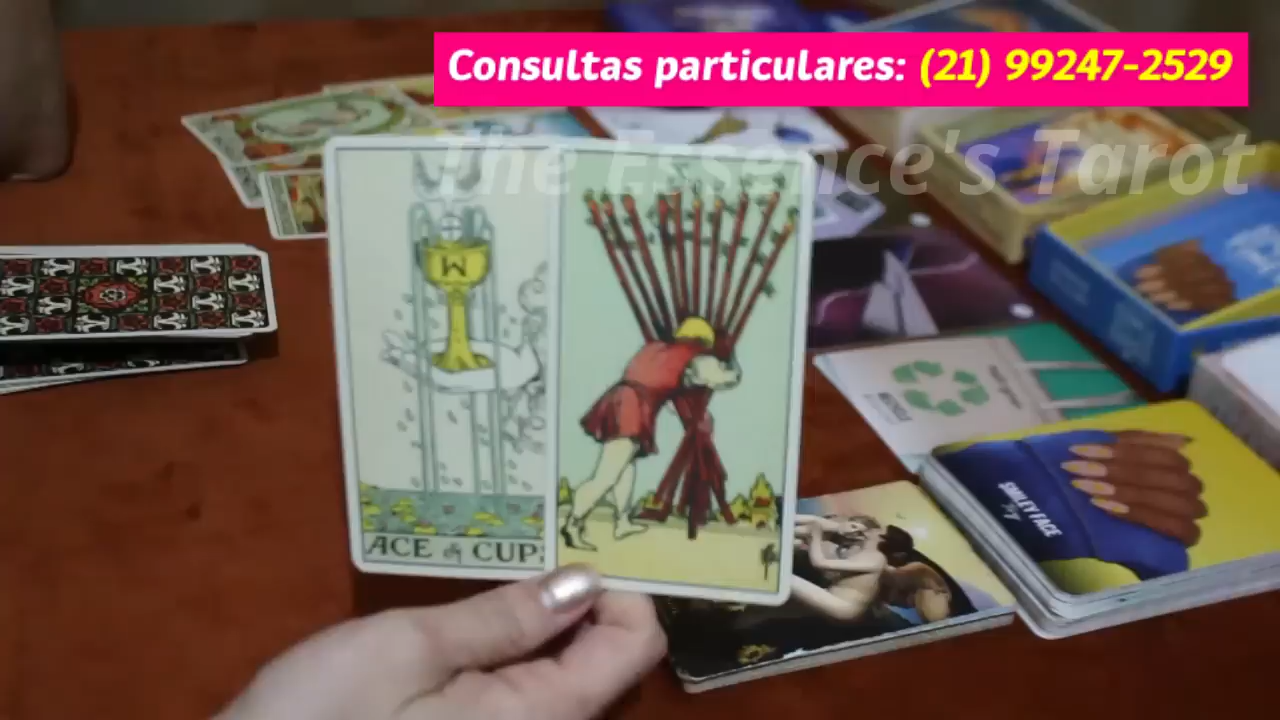 Consultas particulares: (21) 99247-2529
The Essence's Tarot
ACE of CUPS
SMILEY FACE